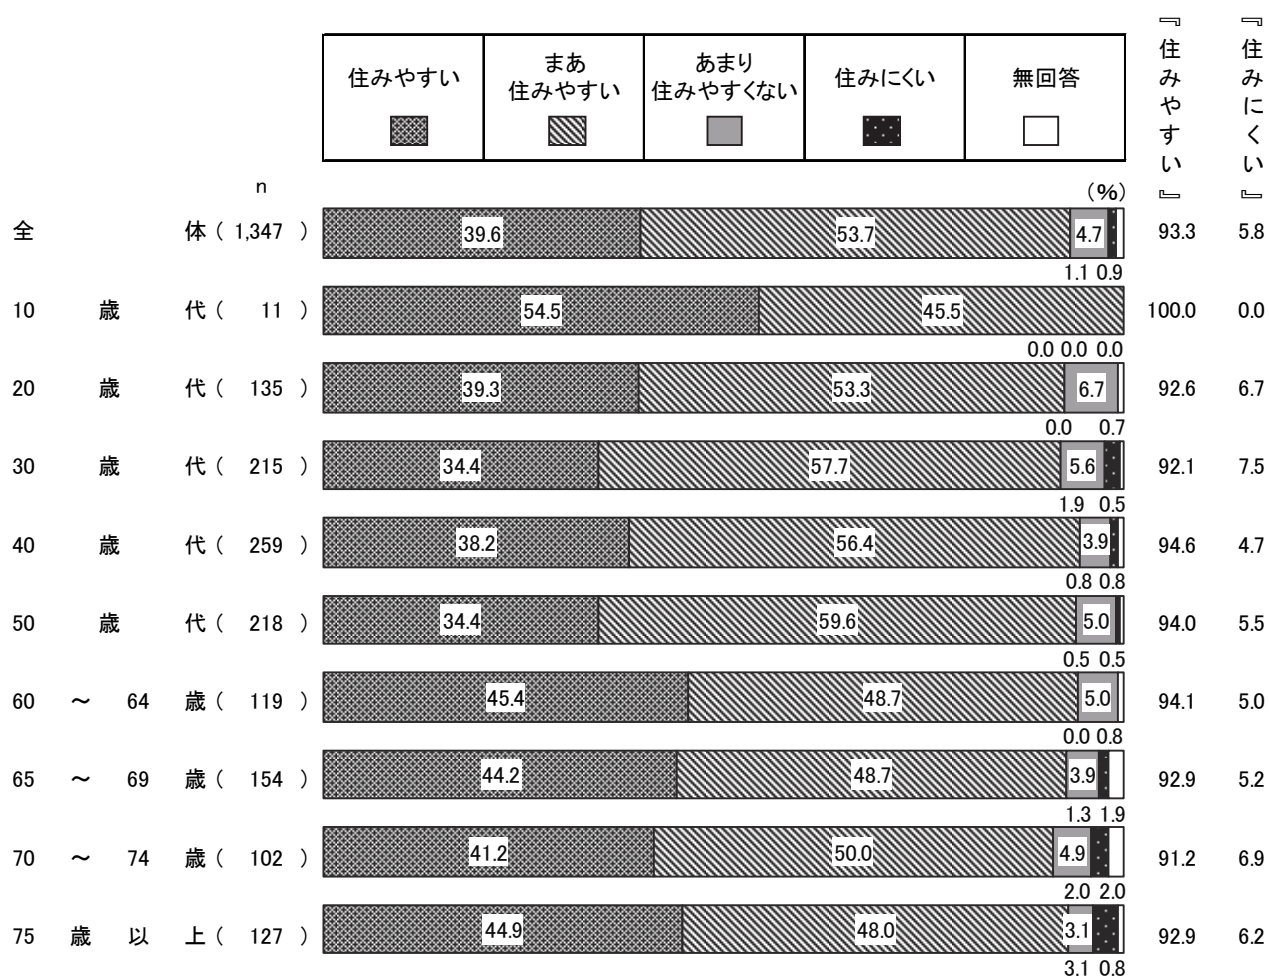 『住みやすい』
『住みにくい』
住みやすい
まあ
住みやすい
あまり
住みやすくない
住みにくい
無回答
n
(%)
全　体( 1,347 ) 39.6 53.7 4.7 93.3 5.8
1.1 0.9
10 歳 代( 11 ) 54.5 45.5 100.0 0.0
0.0 0.0 0.0
20 歳 代( 135 ) 39.3 53.3 6.7 92.6 6.7
0.0 0.7
30 歳 代( 215 ) 34.4 57.7 5.6 92.1 7.5
1.9 0.5
40 歳 代( 259 ) 38.2 56.4 3.9 94.6 4.7
0.8 0.8
50 歳 代( 218 ) 34.4 59.6 5.0 94.0 5.5
0.5 0.5
60 ～ 64 歳( 119 ) 45.4 48.7 5.0 94.1 5.0
0.0 0.8
65 ～ 69 歳( 154 ) 44.2 48.7 3.9 92.9 5.2
1.3 1.9
70 ～ 74 歳( 102 ) 41.2 50.0 4.9 91.2 6.9
2.0 2.0
75 歳 以 上( 127 ) 44.9 48.0 3.1 92.9 6.2
3.1 0.8